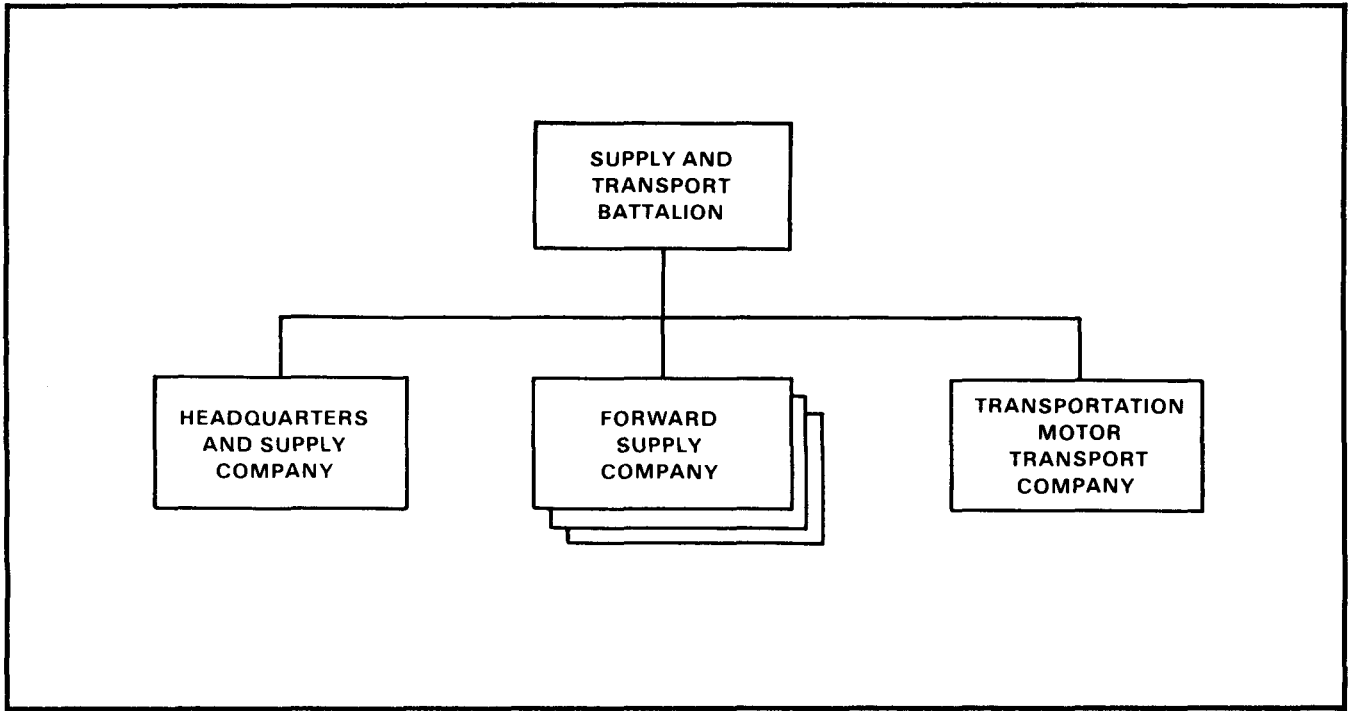 SUPPLY AND
TRANSPORT
BATTALION
HEADQUARTERS
AND SUPPLY
COMPANY
FORWARD
SUPPLY
COMPANY
TRANSPORTATION
MOTOR
TRANSPORT
COMPANY